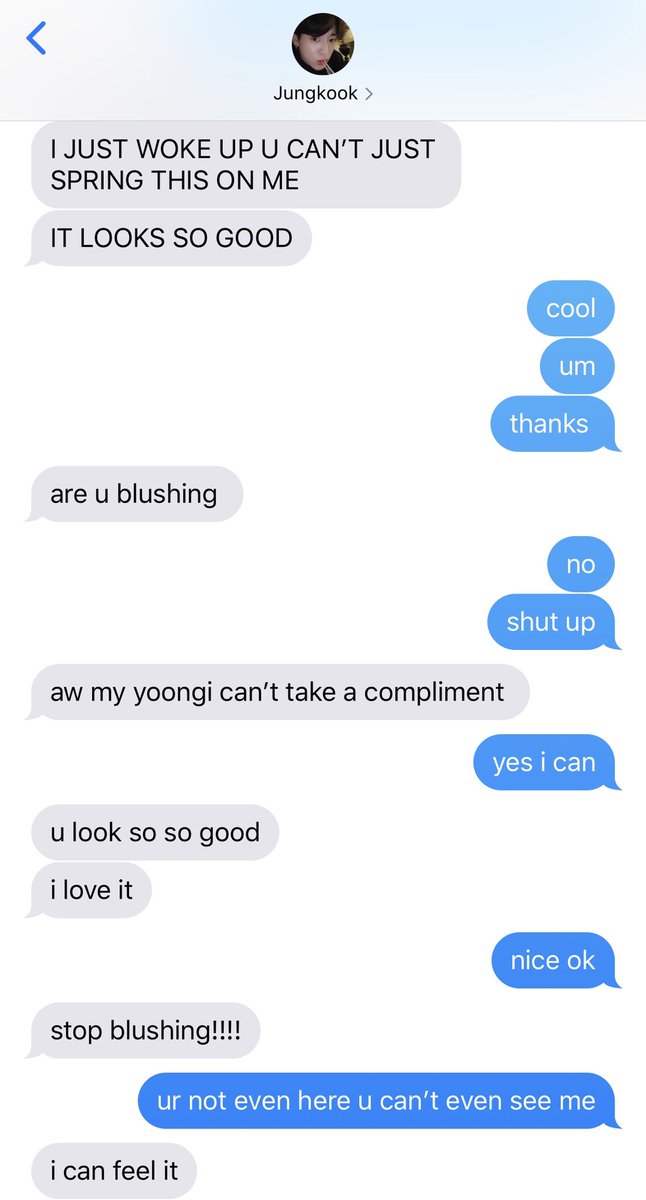 Jungkook
I JUST WOKE UP U CAN’T JUST
SPRING THIS ON ME
IT LOOKS SO GOOD
cool
um
thanks
are u blushing
no
shut up
aw my yoongi can’t take a compliment
yes i can
u look so so good
i love it
nice ok
stop blushing!!!!
ur not even here u can’t even see me
i can feel it